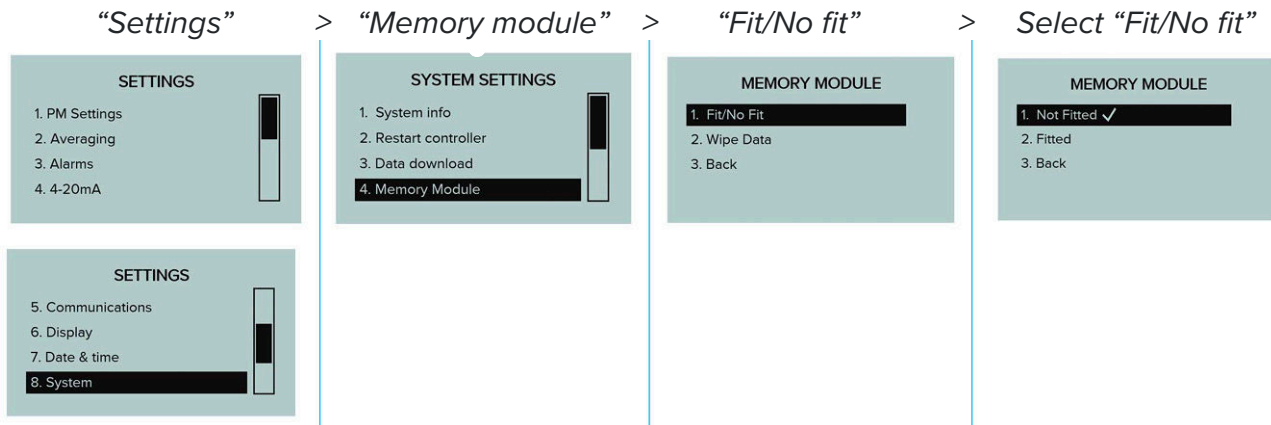 “Settings” > “Memory module” > “Fit/No fit” > Select “Fit/No fit”
SETTINGS
1. PM Settings
2. Averaging
3. Alarms
4. 4-20mA
SETTINGS
5. Communications
6. Display
7. Date & time
8. System
SYSTEM SETTINGS
1. System info
2. Restart controller
3. Data download
4. Memory Module
MEMORY MODULE
1. Fit/No Fit
2. Wipe Data
3. Back
MEMORY MODULE
1. Not Fitted ✓
2. Fitted
3. Back